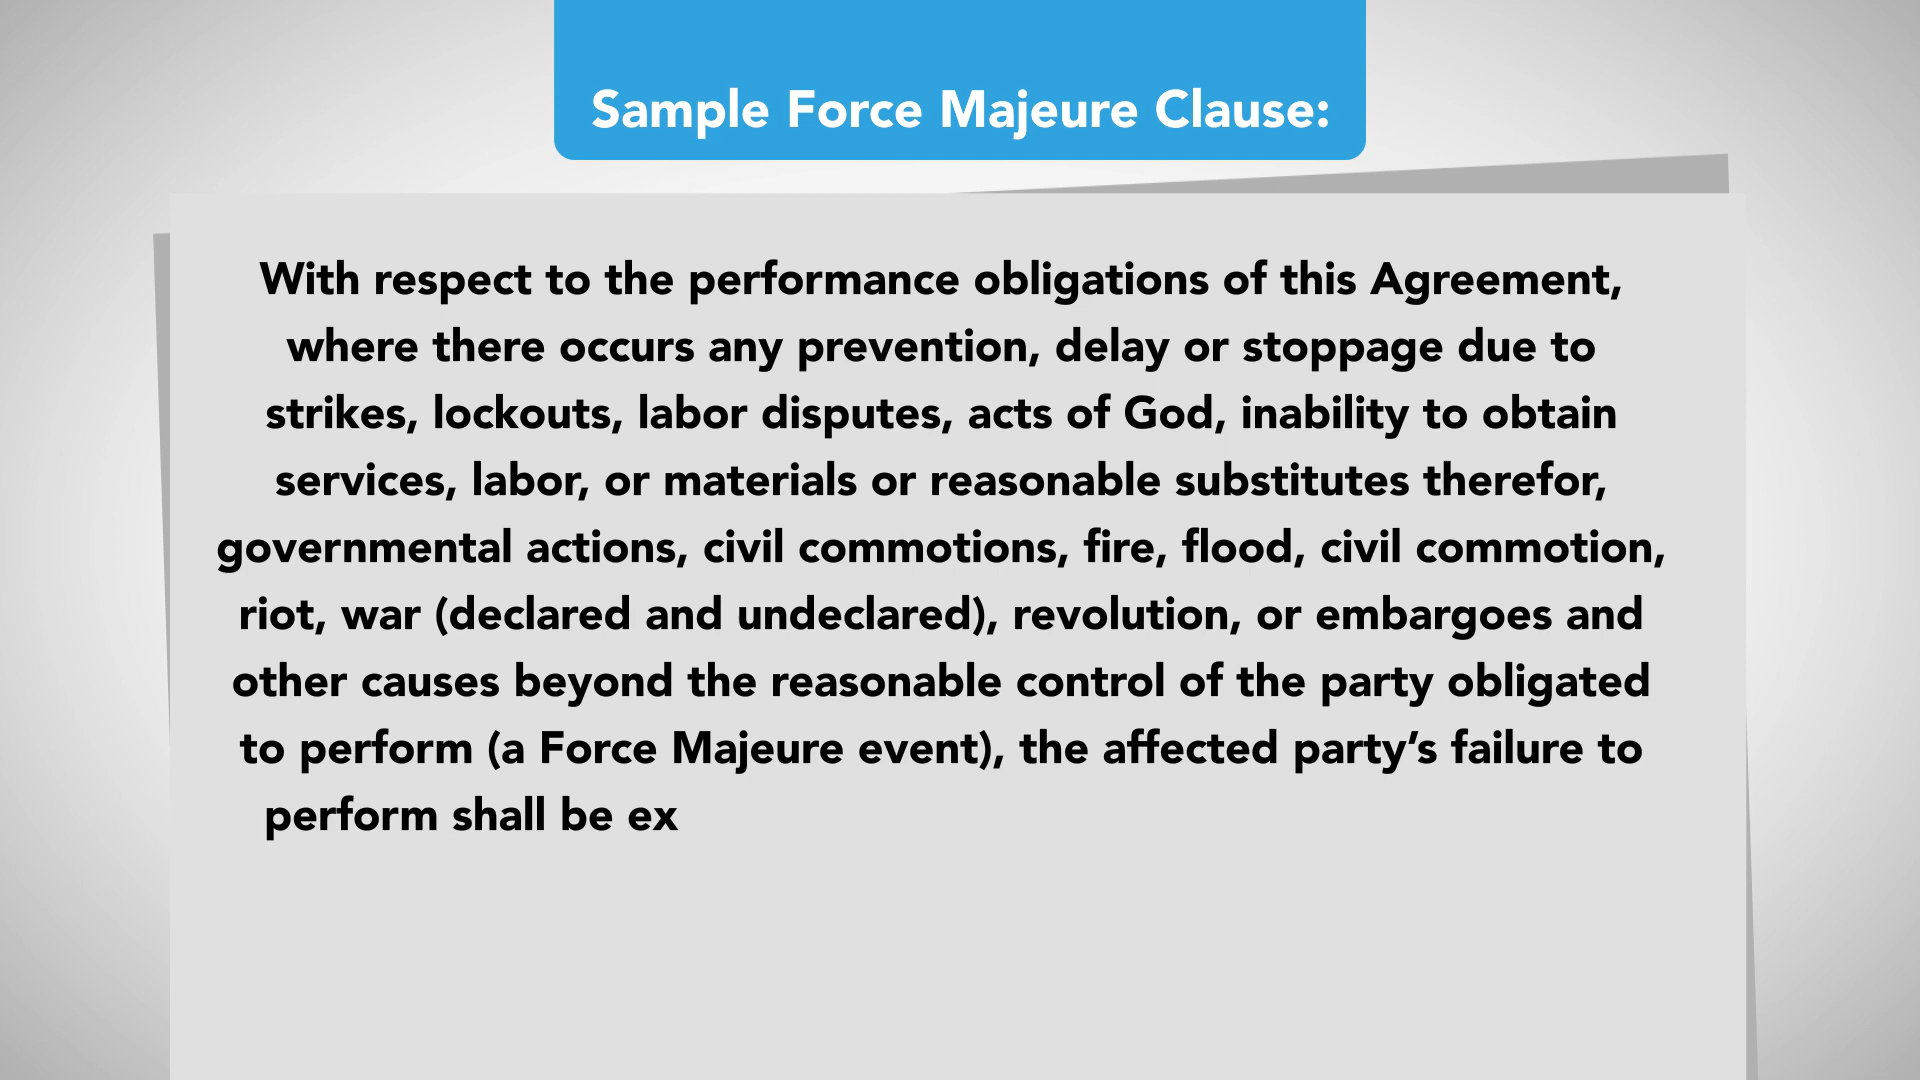 Sample Force Majeure Clause:
With respect to the performance obligations of this Agreement,
where there occurs any prevention, delay or stoppage due to
strikes, lockouts, labor disputes, acts of God, inability to obtain
services, labor, or materials or reasonable substitutes therefor,
governmental actions, civil commotions, fire, flood, civil commotion,
riot, war (declared and undeclared), revolution, or embargoes and
other causes beyond the reasonable control of the party obligated
to perform (a Force Majeure event), the affected party’s failure to
perform shall be ex